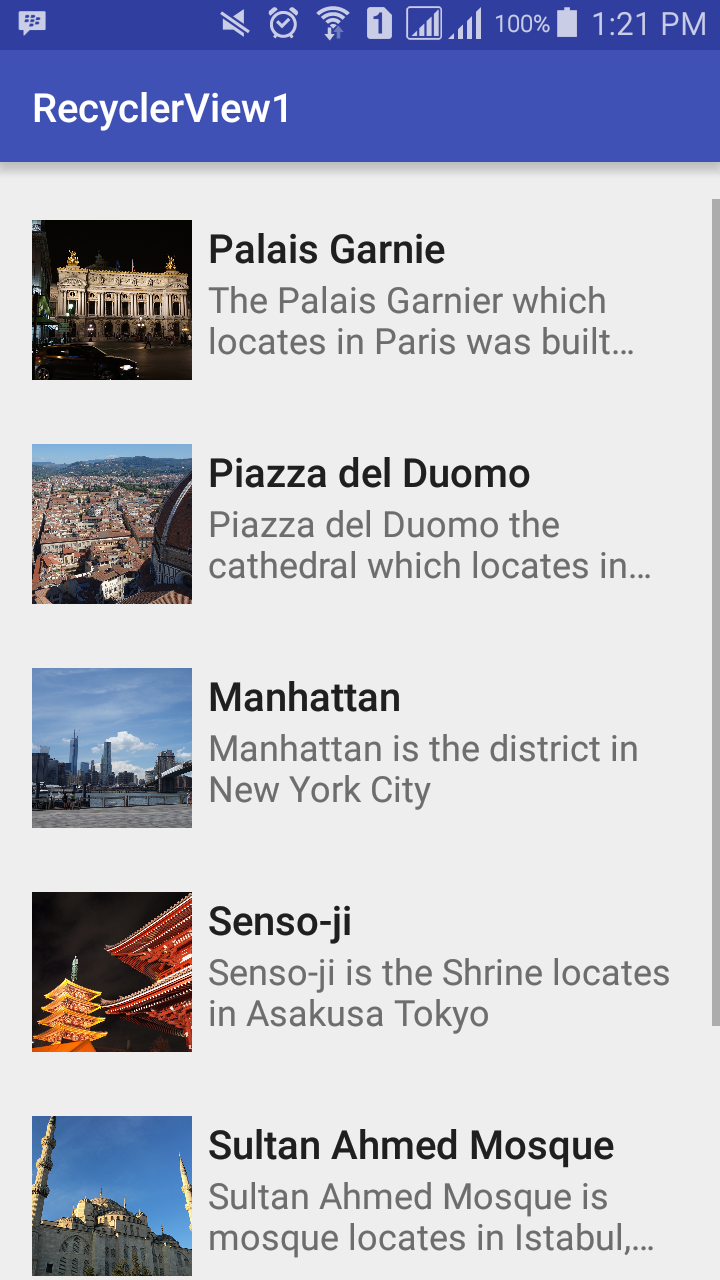 1 100% 1:21 PM
RecyclerView1
Palais Garnie
The Palais Garnier which
locates in Paris was built…
Piazza del Duomo
Piazza del Duomo the
cathedral which locates in…
Manhattan
Manhattan is the district in
New York City
Senso-ji
Senso-ji is the Shrine locates
in Asakusa Tokyo
Sultan Ahmed Mosque
Sultan Ahmed Mosque is
mosque locates in Istabul,…